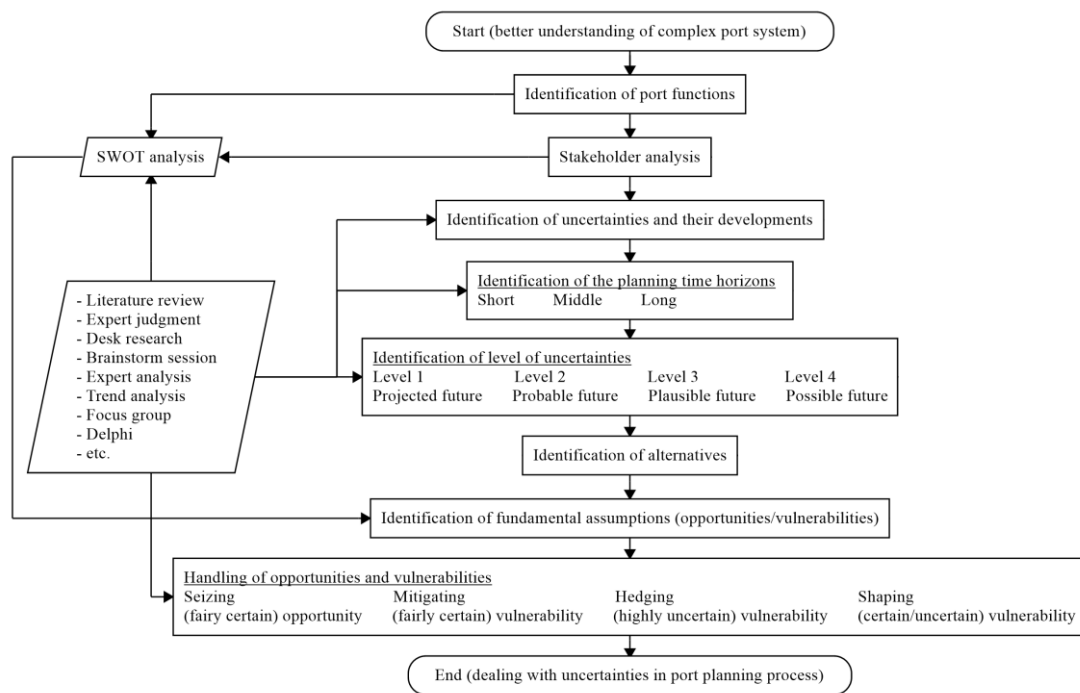 Start (better understanding of complex port system)
Identification of port functions
SWOT analysis
Stakeholder analysis
Identification of uncertainties and their developments
Identification of the planning time horizons
Short Middle Long
- Literature review
- Expert judgment
- Desk research
- Brainstorm session
- Expert analysis
- Trend analysis
- Focus group
- Delphi
- etc.
Identification of level of uncertainties
Level 1 Level 2 Level 3 Level 4
Projected future Probable future Plausible future Possible future
Identification of alternatives
Identification of fundamental assumptions (opportunities/vulnerabilities)
Handling of opportunities and vulnerabilities
Seizing Mitigating Hedging Shaping
(fairy certain) opportunity (fairly certain) vulnerability (highly uncertain) vulnerability (certain/uncertain) vulnerability
End (dealing with uncertainties in port planning process)